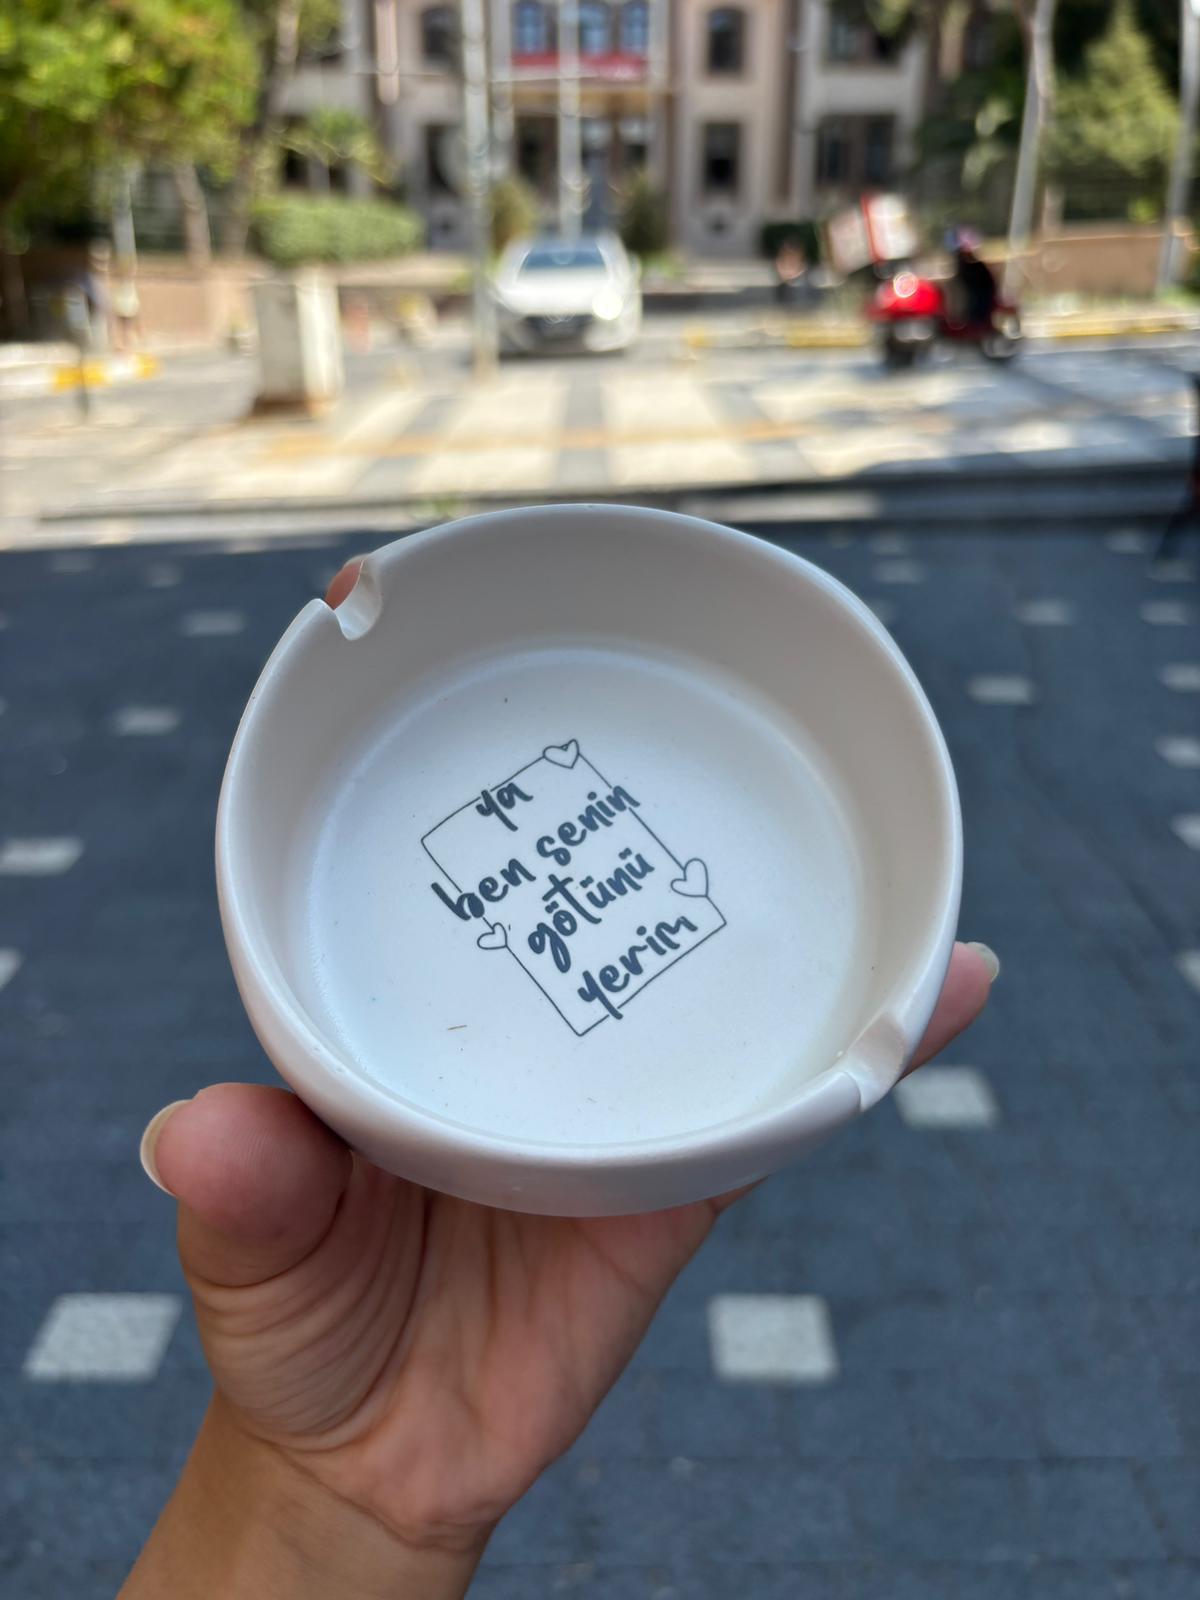 ya
ben senin
götünü
yerim